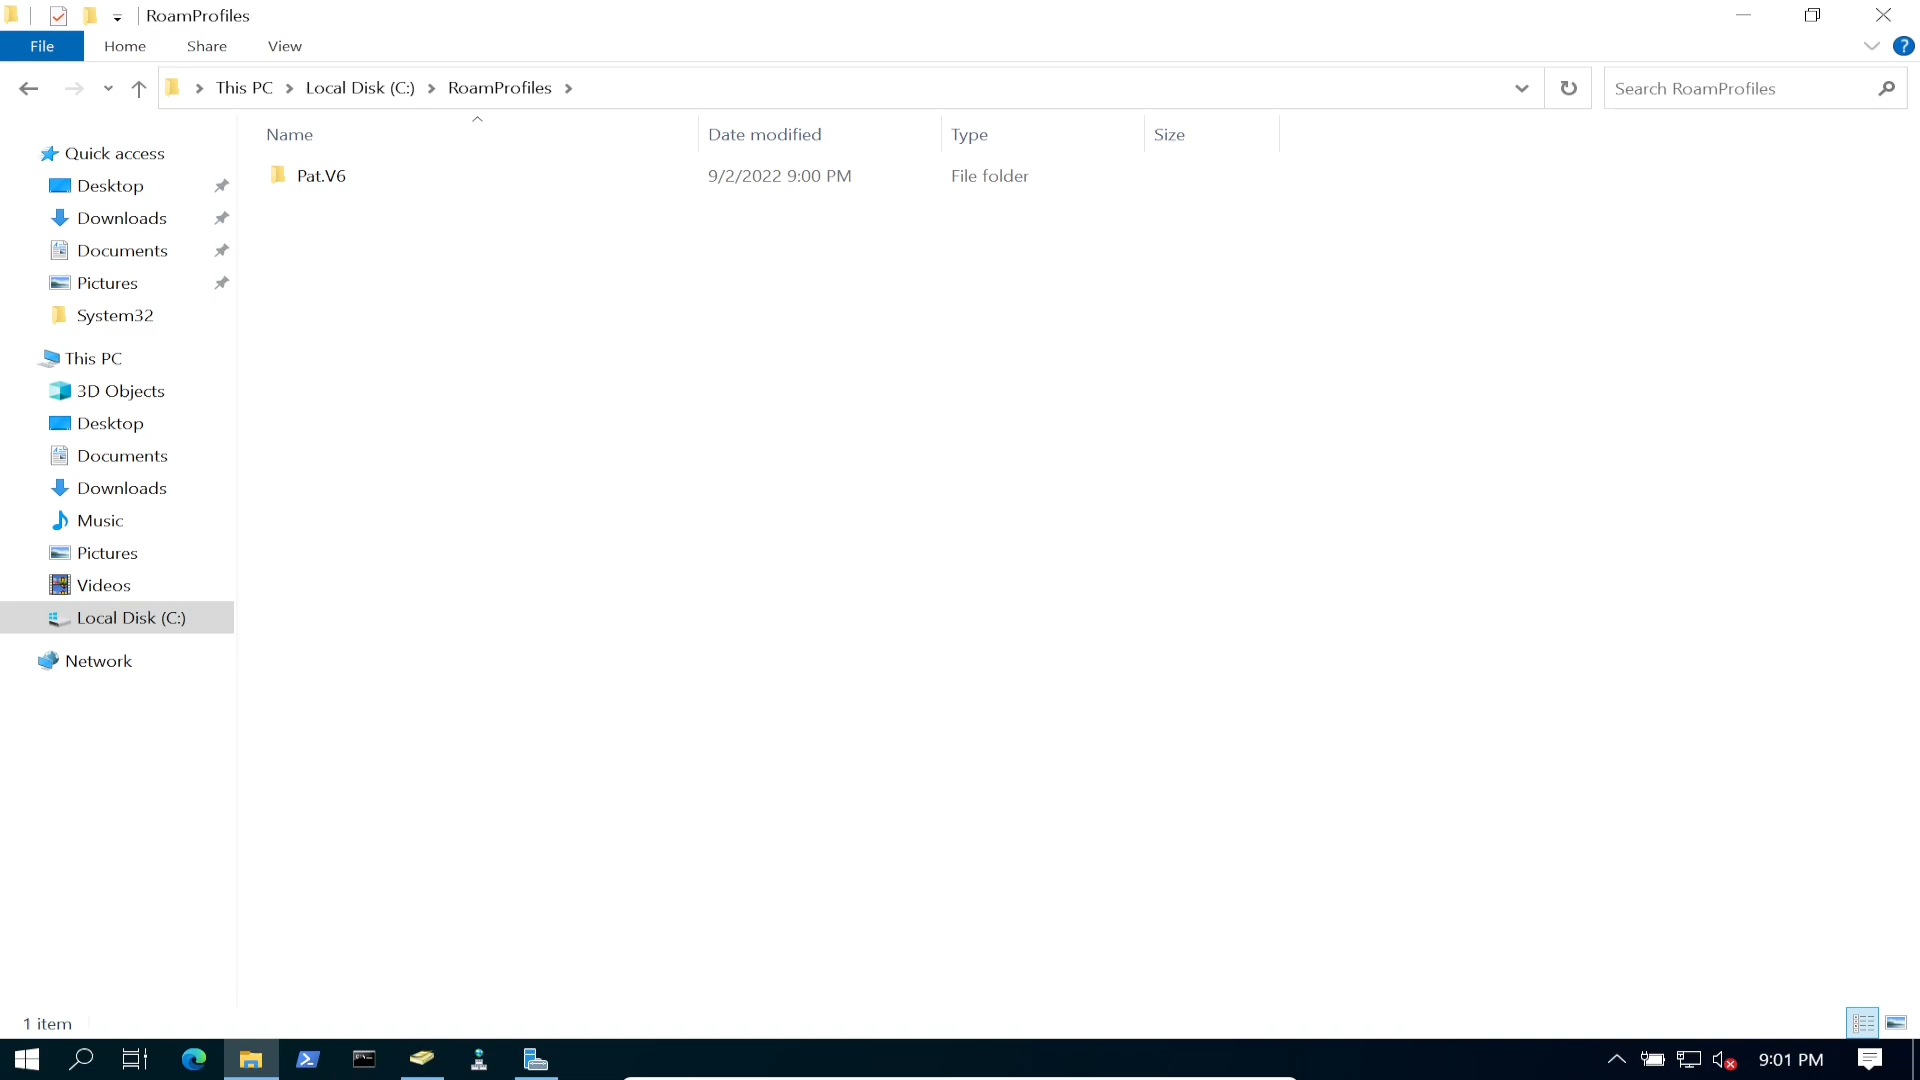 RoamProfiles
File Home Share View
This PC Local Disk (C:) RoamProfiles
Search RoamProfiles
Name Date modified Type Size
Pat.V6 9/2/2022 9:00 PM File folder
Quick access
Desktop
Downloads
Documents
Pictures
System32
This PC
3D Objects
Desktop
Documents
Downloads
Music
Pictures
Videos
Local Disk (C:)
Network
1 item
9:01 PM